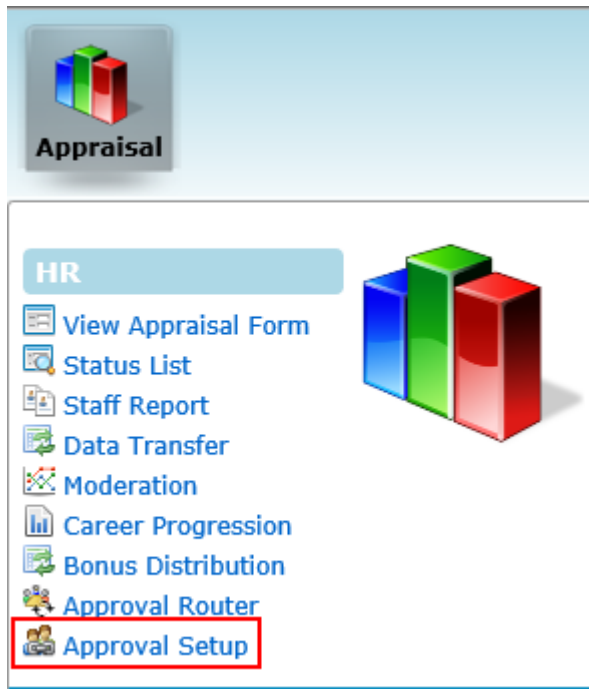 Appraisal
HR
View Appraisal Form
Status List
Staff Report
Data Transfer
Moderation
Career Progression
Bonus Distribution
Approval Router
Approval Setup